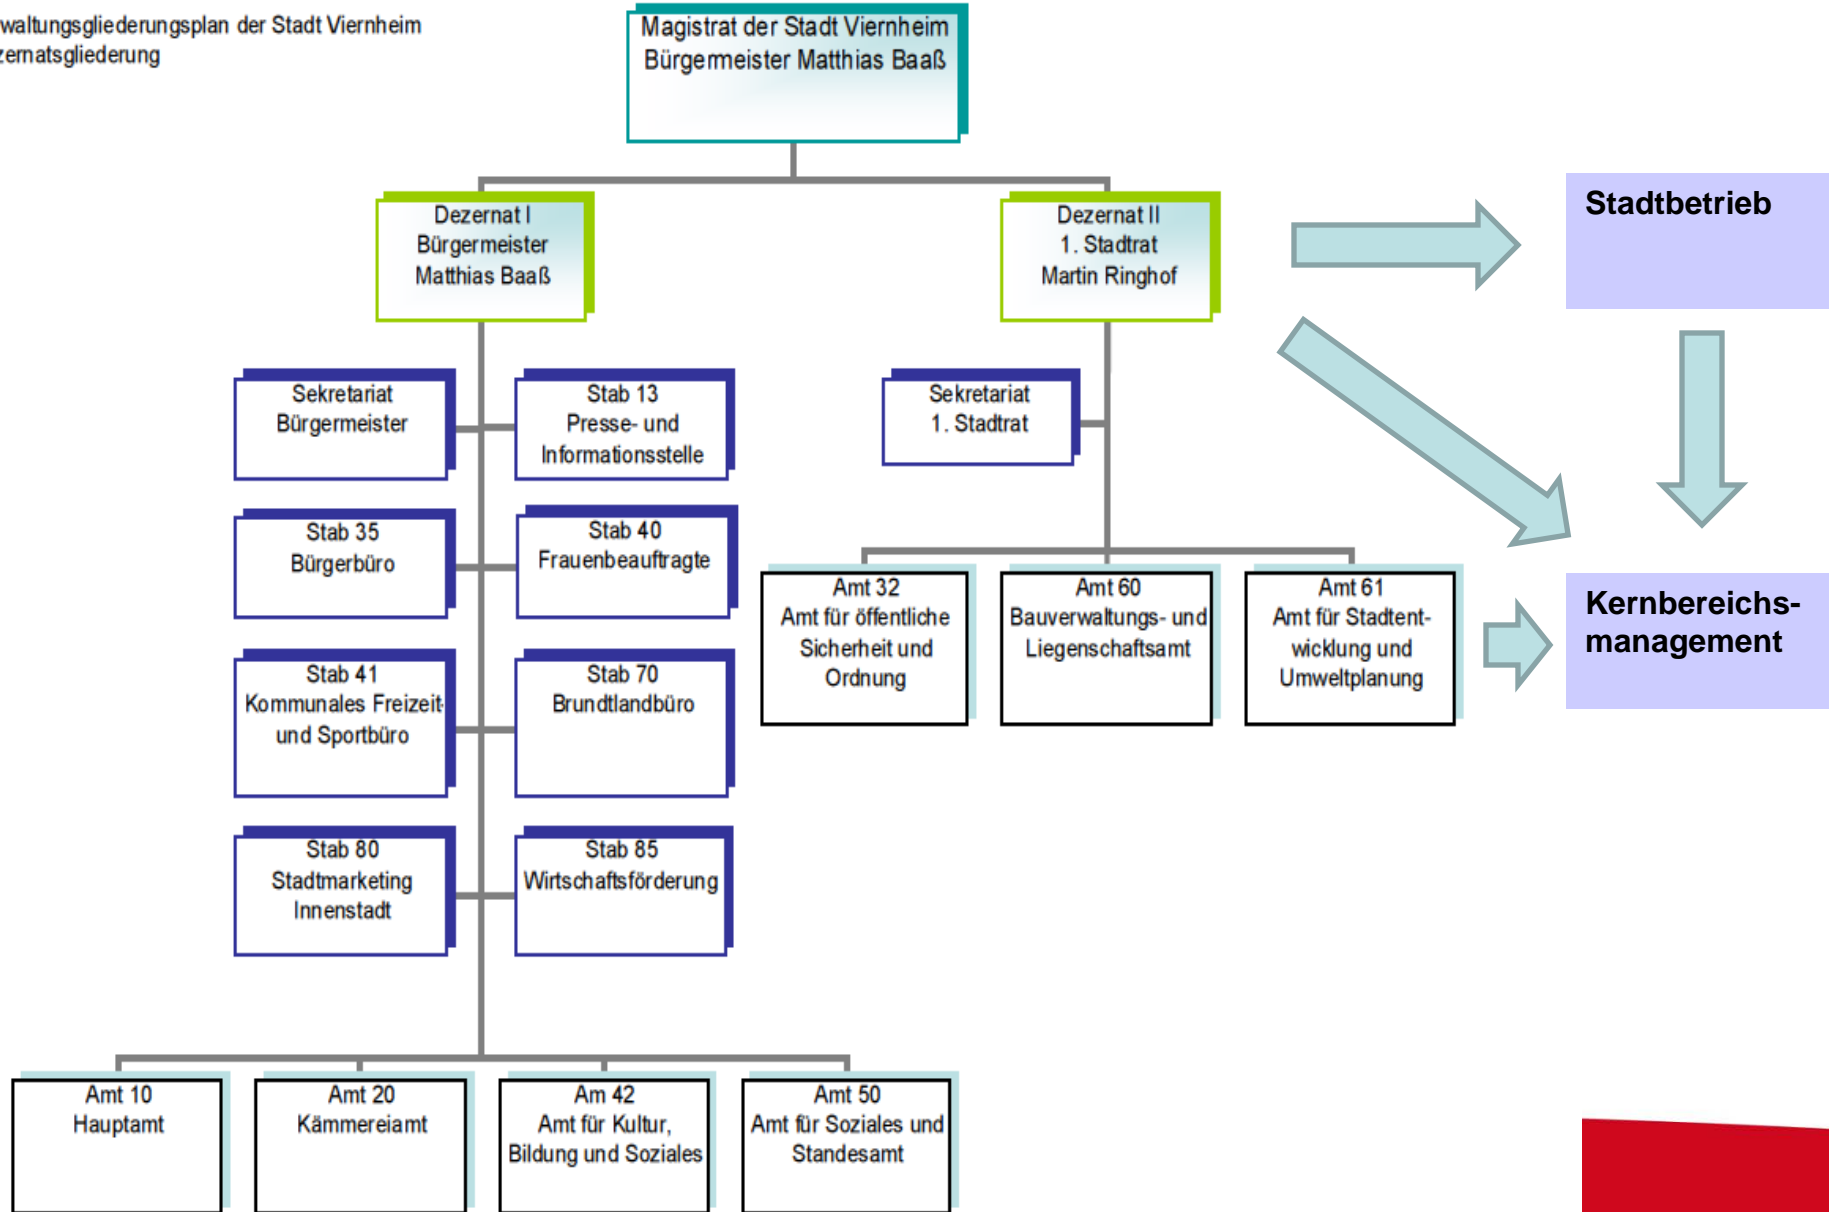 waltungsgliederungsplan der Stadt Viernheim
zernatsgliederung
Magistrat der Stadt Viernheim
Bürgermeister Matthias Baaß
Dezernat I
Bürgermeister
Matthias Baaß
Dezernat II
1. Stadtrat
Martin Ringhof
Stadtbetrieb
Sekretariat
Bürgermeister
Stab 13
Presse- und
Informationsstelle
Sekretariat
1. Stadtrat
Stab 35
Bürgerbüro
Stab 40
Frauenbeauftragte
Amt 32
Amt für öffentliche
Sicherheit und
Ordnung
Amt 60
Bauverwaltungs- und
Liegenschaftsamt
Amt 61
Amt für Stadtent-
wicklung und
Umweltplanung
Kernbereichs-
management
Stab 41
Kommunales Freizeit-
und Sportbüro
Stab 70
Brundtlandbüro
Stab 80
Stadtmarketing
Innenstadt
Stab 85
Wirtschaftsförderung
Amt 10
Hauptamt
Amt 20
Kämmereiamt
Am 42
Amt für Kultur,
Bildung und Soziales
Amt 50
Amt für Soziales und
Standesamt